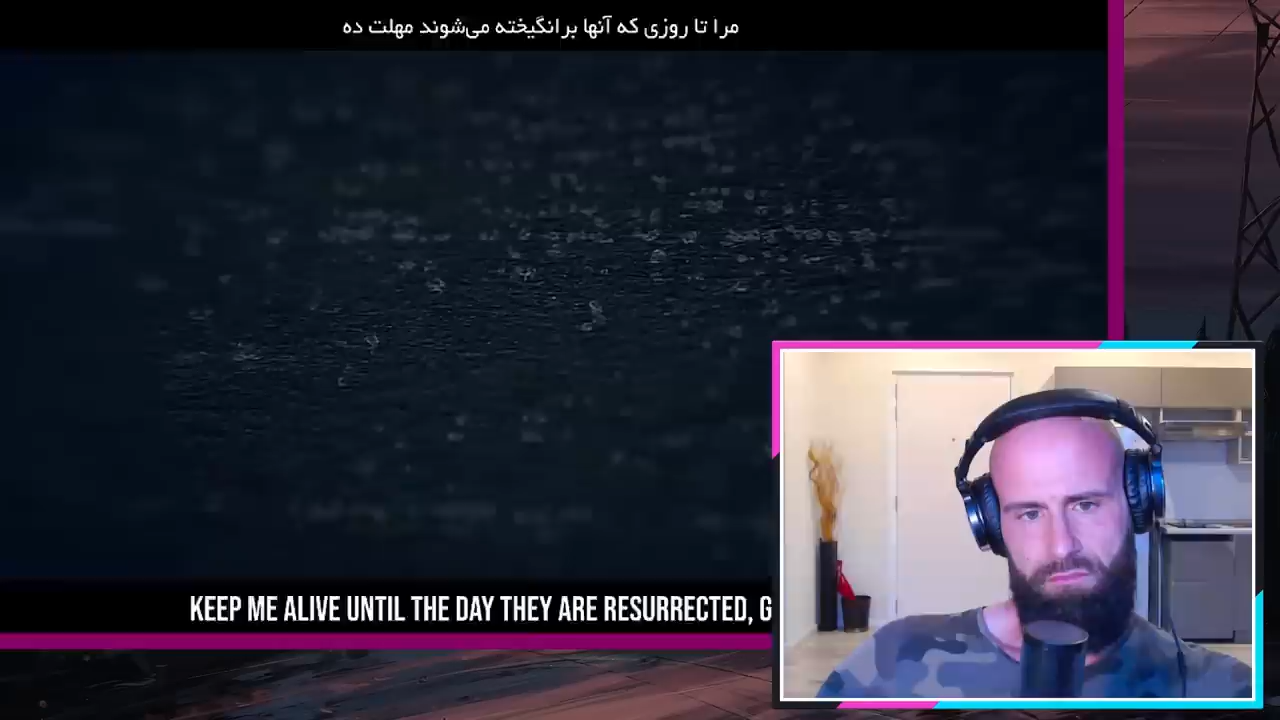 مرا تا روزی که آنها برانگیخته می‌شوند مهلت ده
KEEP ME ALIVE UNTIL THE DAY THEY ARE RESURRECTED, G